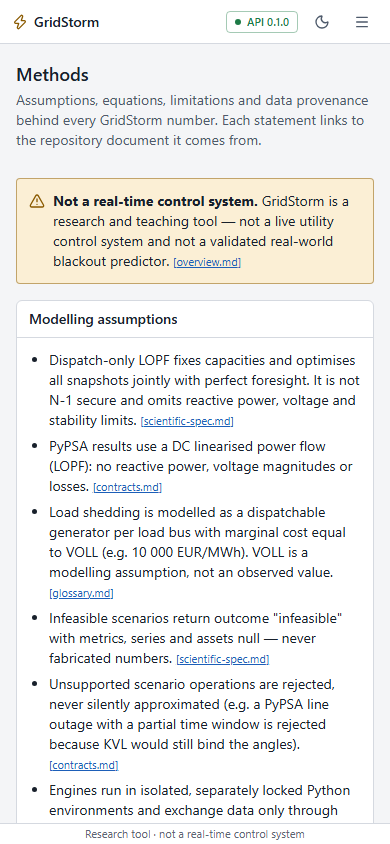 GridStorm
API 0.1.0
Methods
Assumptions, equations, limitations and data provenance
behind every GridStorm number. Each statement links to
the repository document it comes from.
Not a real-time control system. GridStorm is a
research and teaching tool — not a live utility
control system and not a validated real-world
blackout predictor. [overview.md]
Modelling assumptions
• Dispatch-only LOPF fixes capacities and optimises
all snapshots jointly with perfect foresight. It is not
N-1 secure and omits reactive power, voltage and
stability limits. [scientific-spec.md]
• PyPSA results use a DC linearised power flow
(LOPF): no reactive power, voltage magnitudes or
losses. [contracts.md]
• Load shedding is modelled as a dispatchable
generator per load bus with marginal cost equal
to VOLL (e.g. 10 000 EUR/MWh). VOLL is a
modelling assumption, not an observed value.
[glossary.md]
• Infeasible scenarios return outcome "infeasible"
with metrics, series and assets null — never
fabricated numbers. [scientific-spec.md]
• Unsupported scenario operations are rejected,
never silently approximated (e.g. a PyPSA line
outage with a partial time window is rejected
because KVL would still bind the angles).
[contracts.md]
• Engines run in isolated, separately locked Python
environments and exchange data only through
Research tool · not a real-time control system